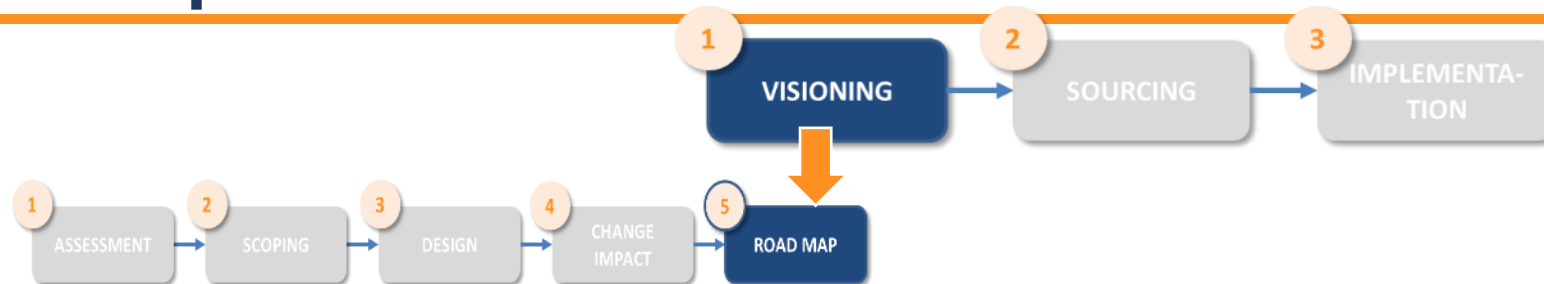 1
VISIONING
2
SOURCING
3
IMPLEMENTA-
TION
1
ASSESSMENT
2
SCOPING
3
DESIGN
4
CHANGE
IMPACT
5
ROAD MAP